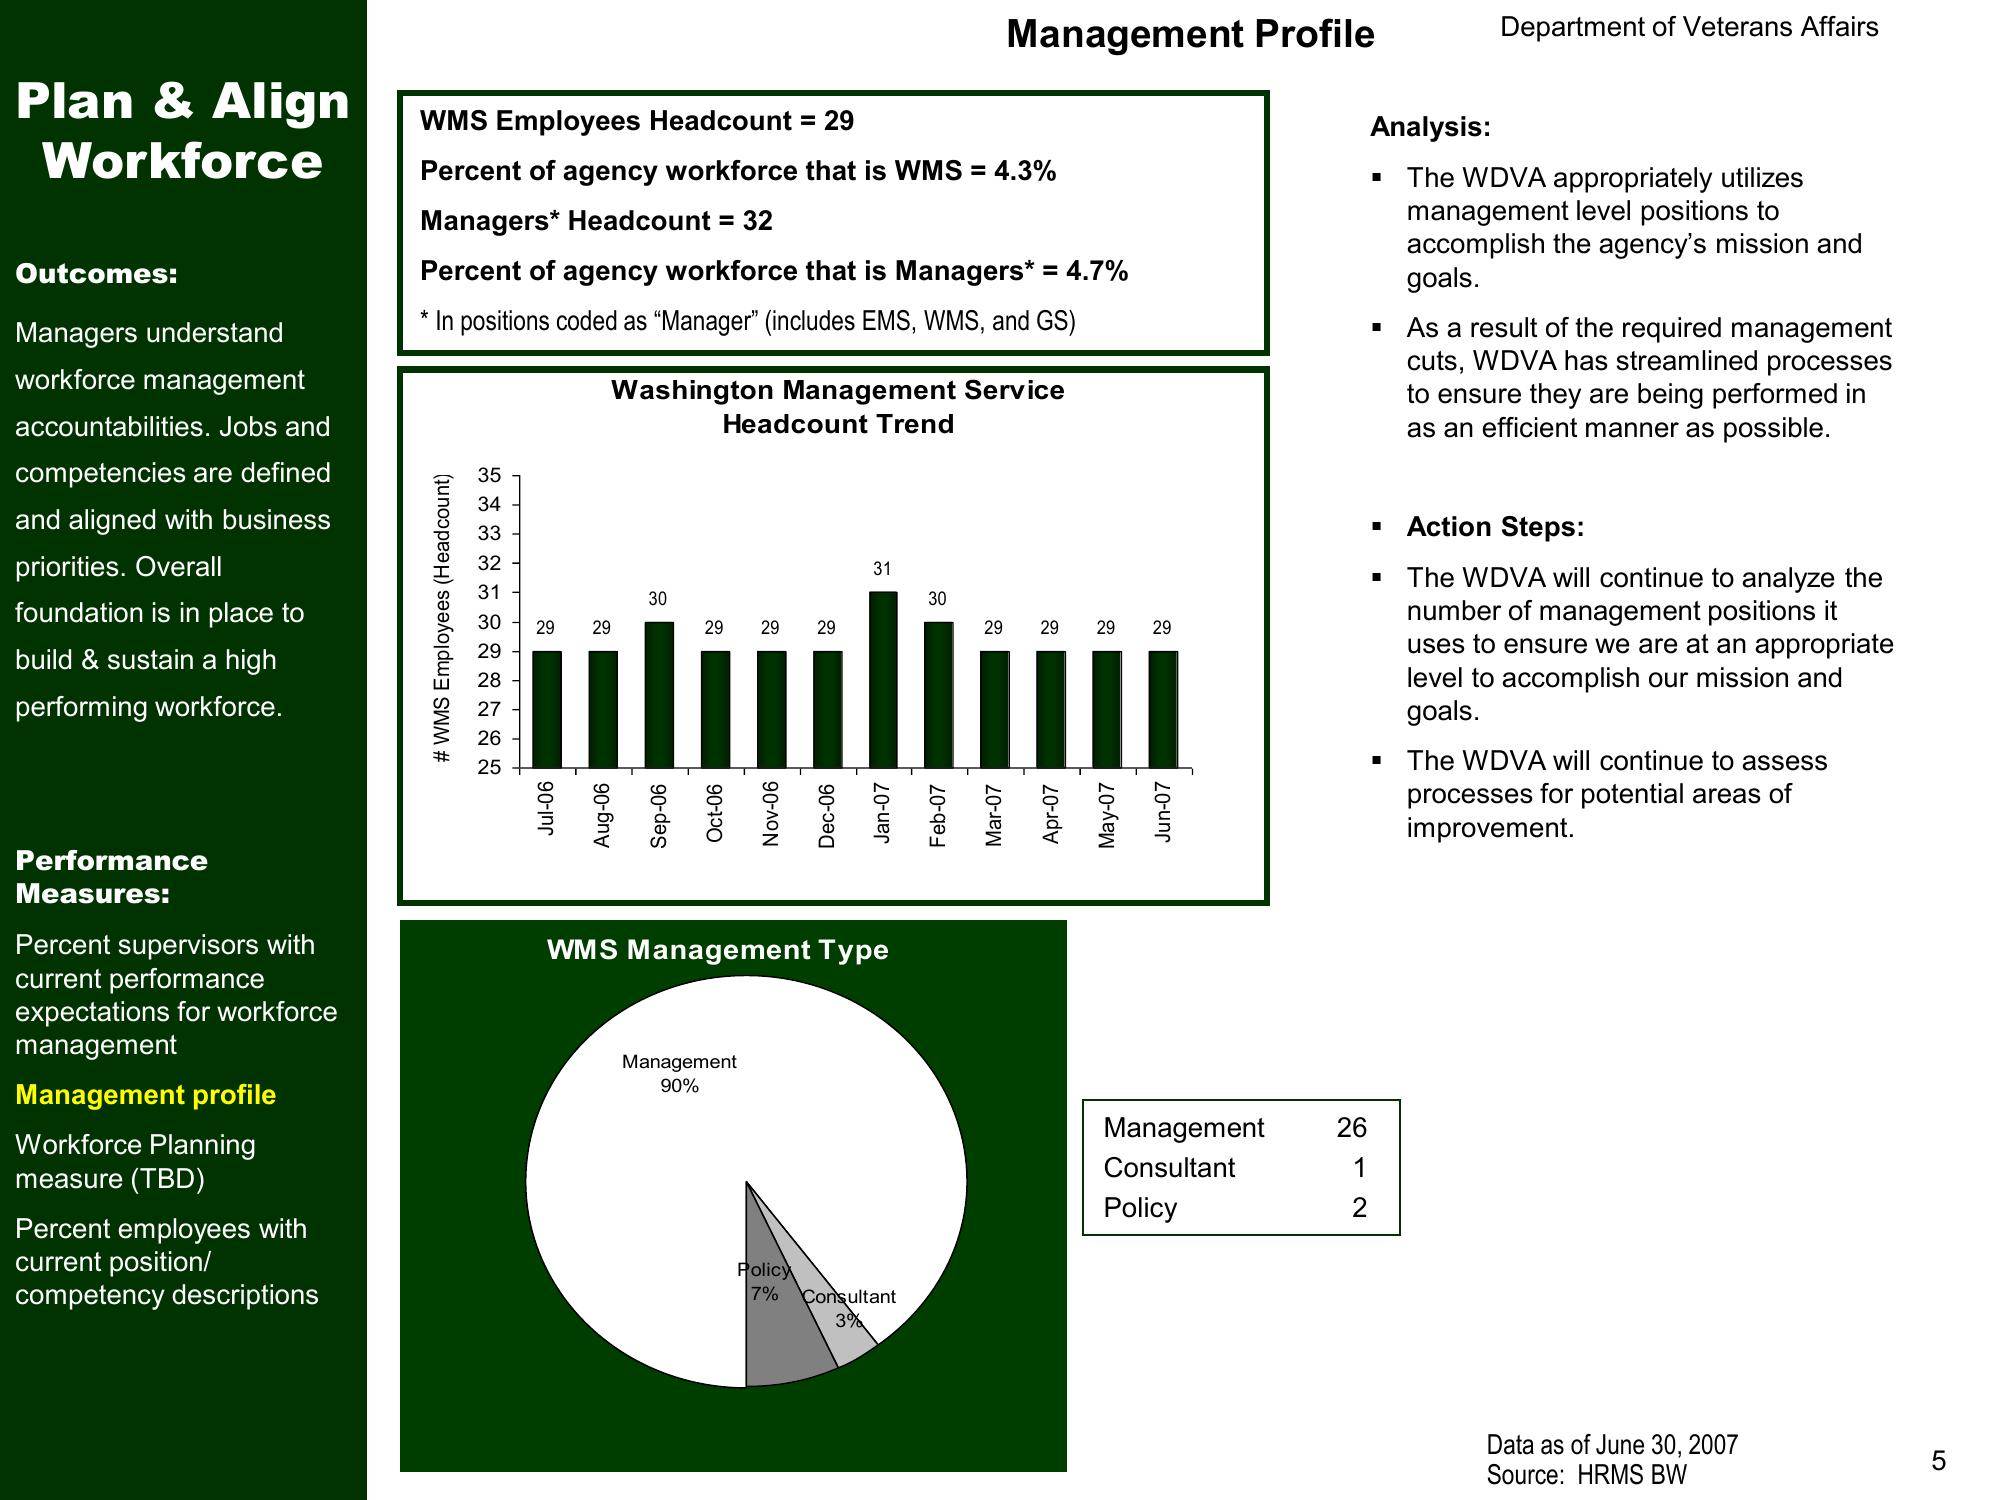 Management Profile
Department of Veterans Affairs
Plan & Align
Workforce
Outcomes:
Managers understand
workforce management
accountabilities. Jobs and
competencies are defined
and aligned with business
priorities. Overall
foundation is in place to
build & sustain a high
performing workforce.
Performance
Measures:
Percent supervisors with
current performance
expectations for workforce
management
Management profile
Workforce Planning
measure (TBD)
Percent employees with
current position/
competency descriptions
WMS Employees Headcount = 29
Percent of agency workforce that is WMS = 4.3%
Managers* Headcount = 32
Percent of agency workforce that is Managers* = 4.7%
* In positions coded as “Manager” (includes EMS, WMS, and GS)
Washington Management Service
Headcount Trend
# WMS Employees (Headcount)
35
34
33
32
31
30
29
28
27
26
25
29
29
30
29
29
29
31
30
29
29
29
29
Jul-06
Aug-06
Sep-06
Oct-06
Nov-06
Dec-06
Jan-07
Feb-07
Mar-07
Apr-07
May-07
Jun-07
WMS Management Type
Management
90%
Policy
7%
Consultant
3%
Management 26
Consultant 1
Policy 2
Analysis:
▪ The WDVA appropriately utilizes
management level positions to
accomplish the agency’s mission and
goals.
▪ As a result of the required management
cuts, WDVA has streamlined processes
to ensure they are being performed in
as an efficient manner as possible.
▪ Action Steps:
▪ The WDVA will continue to analyze the
number of management positions it
uses to ensure we are at an appropriate
level to accomplish our mission and
goals.
▪ The WDVA will continue to assess
processes for potential areas of
improvement.
Data as of June 30, 2007
Source: HRMS BW
5